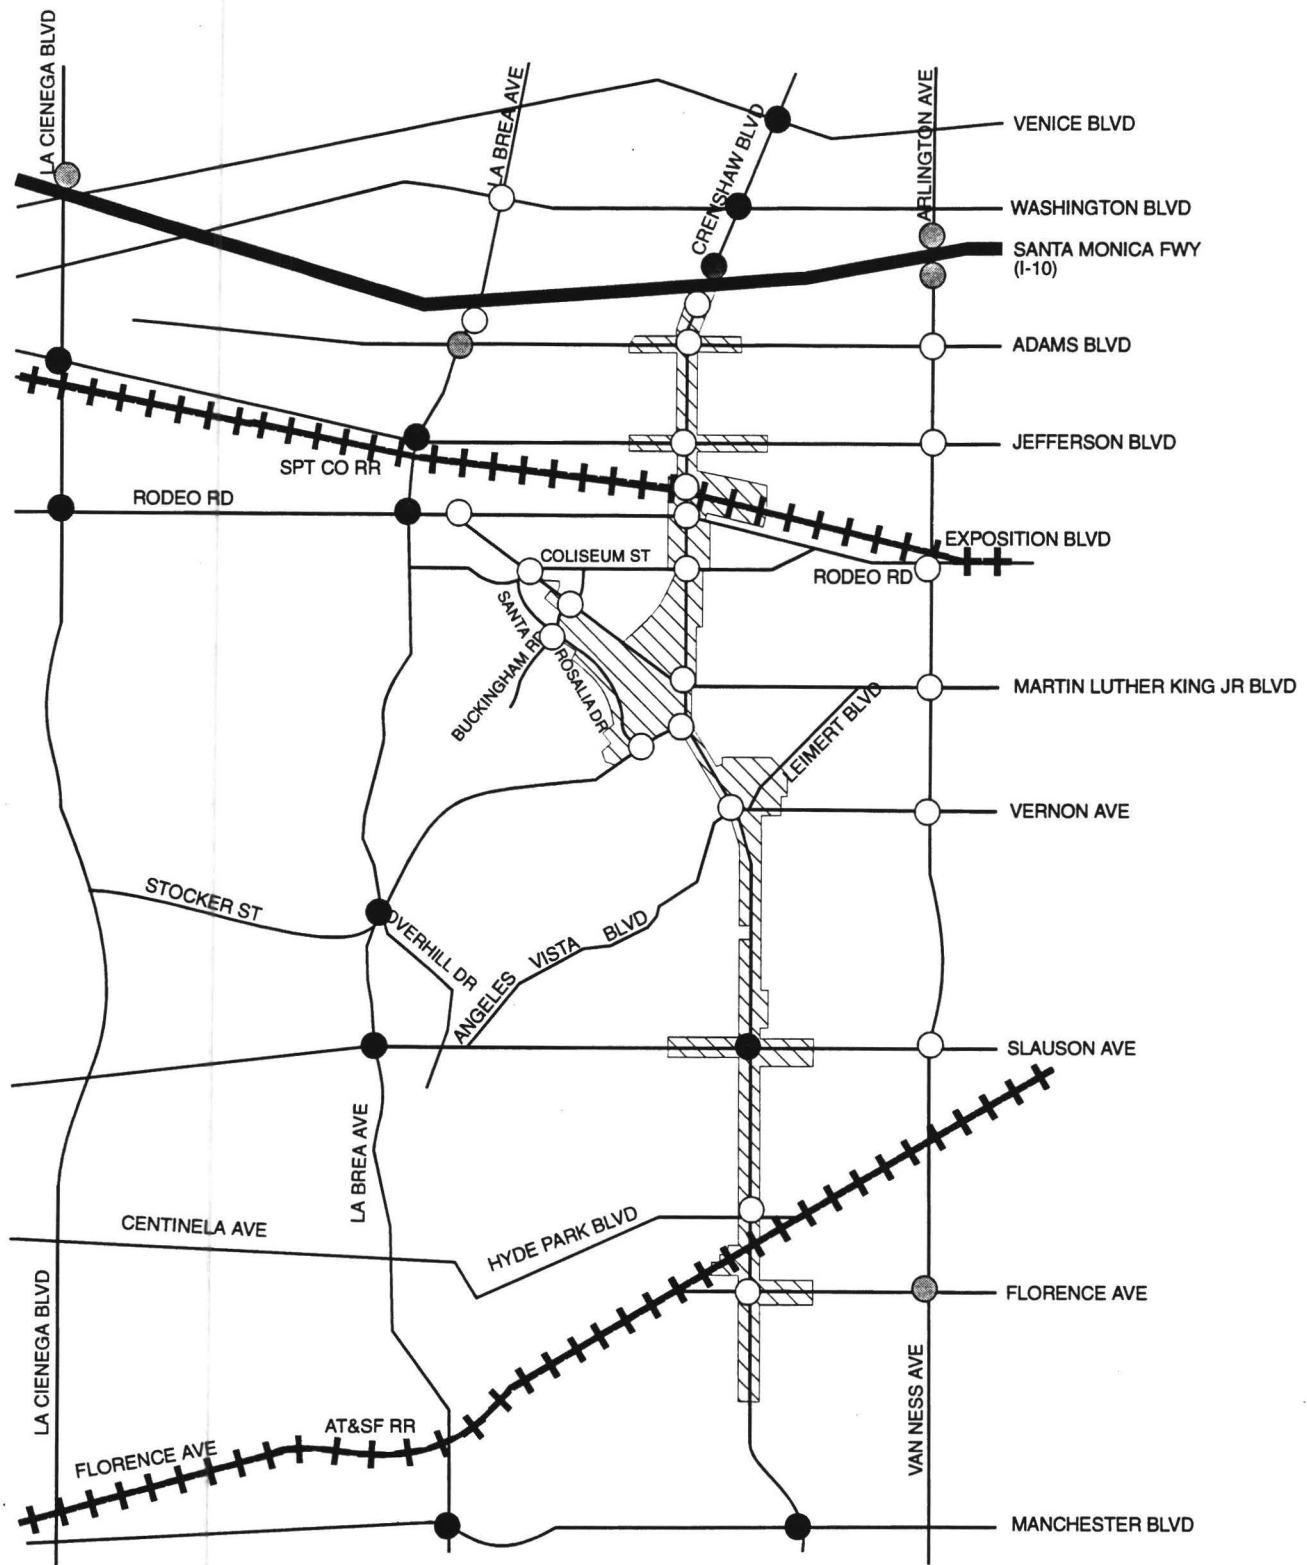 LA CIENEGA BLVD
LA BREA AVE
CRENSHAW BLVD
ARLINGTON AVE
VENICE BLVD
WASHINGTON BLVD
SANTA MONICA FWY
(I-10)
ADAMS BLVD
JEFFERSON BLVD
SPT CO RR
RODEO RD
EXPOSITION BLVD
COLISEUM ST
RODEO RD
SANTA ROSALIA DR
BUCKINGHAM RD
MARTIN LUTHER KING JR BLVD
LEIMERT BLVD
VERNON AVE
STOCKER ST
OVERHILL DR
ANGELES VISTA BLVD
SLAUSON AVE
LA BREA AVE
CENTINELA AVE
HYDE PARK BLVD
LA CIENEGA BLVD
FLORENCE AVE
VAN NESS AVE
AT&SF RR
FLORENCE AVE
MANCHESTER BLVD